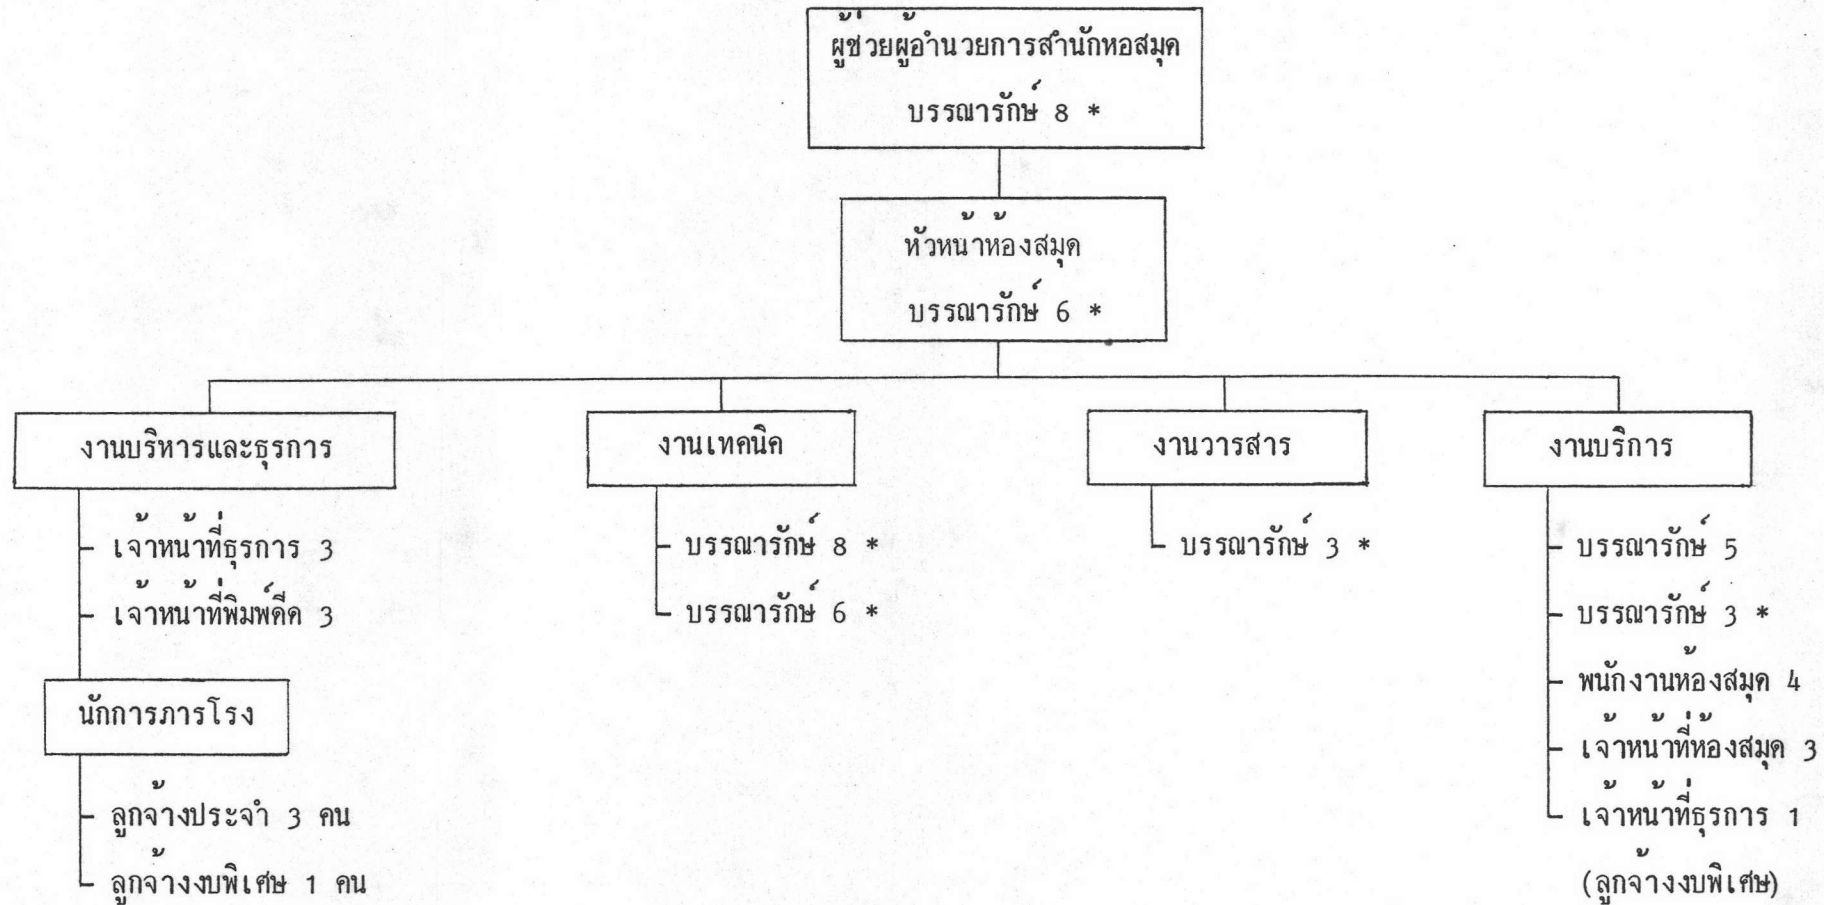 ผู้ช่วยผู้อำนวยการสำนักหอสมุด
บรรณารักษ์ 8 *
หัวหน้าห้องสมุด
บรรณารักษ์ 6 *
งานบริหารและธุรการ
เจ้าหน้าที่ธุรการ 3
เจ้าหน้าที่พิมพ์ดีด 3
นักการภารโรง
ลูกจ้างประจำ 3 คน
ลูกจ้างงบพิเศษ 1 คน
งานเทคนิค
บรรณารักษ์ 8 *
บรรณารักษ์ 6 *
งานวารสาร
บรรณารักษ์ 3 *
งานบริการ
บรรณารักษ์ 5
บรรณารักษ์ 3 *
พนักงานห้องสมุด 4
เจ้าหน้าที่ห้องสมุด 3
เจ้าหน้าที่ธุรการ 1
(ลูกจ้างงบพิเศษ)